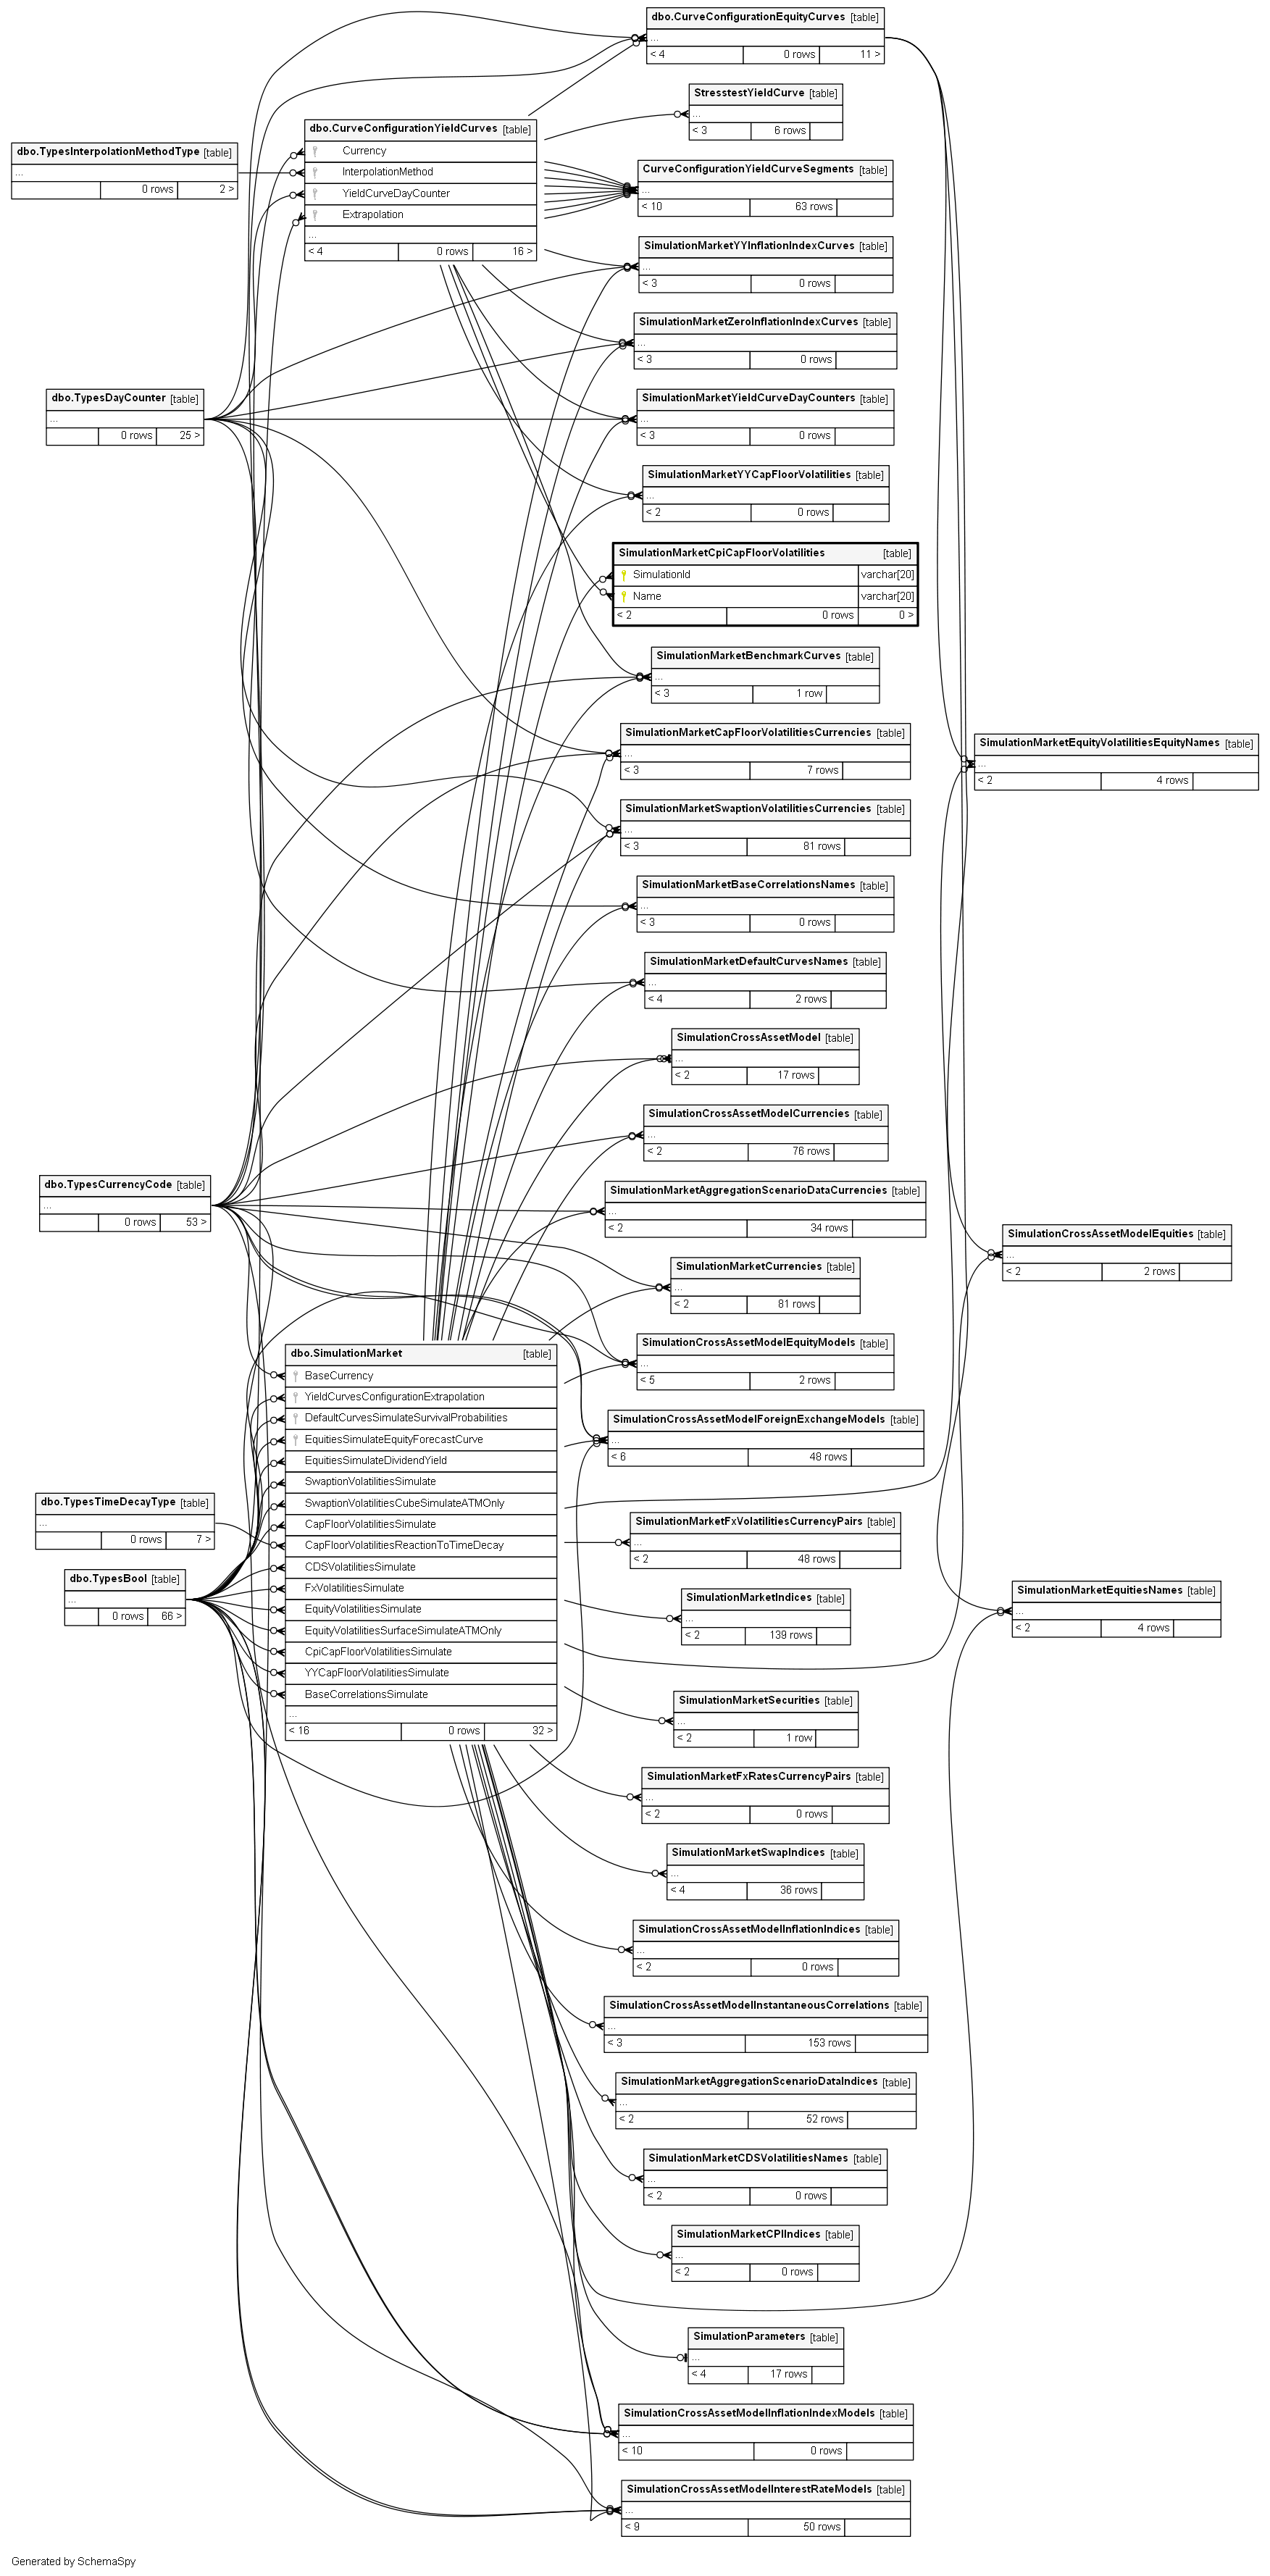 dbo.CurveConfigurationEquityCurves [table]
...
< 4 0 rows 11 >
StresstestYieldCurve [table]
...
< 3 6 rows
dbo.CurveConfigurationYieldCurves [table]
Currency
InterpolationMethod
YieldCurveDayCounter
Extrapolation
...
< 4 0 rows 16 >
dbo.TypesInterpolationMethodType [table]
...
0 rows 2 >
CurveConfigurationYieldCurveSegments [table]
...
< 10 63 rows
SimulationMarketYYInflationIndexCurves [table]
...
< 3 0 rows
SimulationMarketZeroInflationIndexCurves [table]
...
< 3 0 rows
dbo.TypesDayCounter [table]
...
0 rows 25 >
SimulationMarketYieldCurveDayCounters [table]
...
< 3 0 rows
SimulationMarketYYCapFloorVolatilities [table]
...
< 2 0 rows
SimulationMarketCpiCapFloorVolatilities [table]
SimulationId varchar[20]
Name varchar[20]
< 2 0 rows 0 >
SimulationMarketBenchmarkCurves [table]
...
< 3 1 row
SimulationMarketCapFloorVolatilitiesCurrencies [table]
...
< 3 7 rows
SimulationMarketEquityVolatilitiesEquityNames [table]
...
< 2 4 rows
SimulationMarketSwaptionVolatilitiesCurrencies [table]
...
< 3 81 rows
SimulationMarketBaseCorrelationsNames [table]
...
< 3 0 rows
SimulationMarketDefaultCurvesNames [table]
...
< 4 2 rows
SimulationCrossAssetModel [table]
...
< 2 17 rows
SimulationCrossAssetModelCurrencies [table]
...
< 2 76 rows
dbo.TypesCurrencyCode [table]
...
0 rows 53 >
SimulationMarketAggregationScenarioDataCurrencies [table]
...
< 2 34 rows
SimulationCrossAssetModelEquities [table]
...
< 2 2 rows
SimulationMarketCurrencies [table]
...
< 2 81 rows
SimulationCrossAssetModelEquityModels [table]
...
< 5 2 rows
dbo.SimulationMarket [table]
BaseCurrency
YieldCurvesConfigurationExtrapolation
DefaultCurvesSimulateSurvivalProbabilities
EquitiesSimulateEquityForecastCurve
EquitiesSimulateDividendYield
SwaptionVolatilitiesSimulate
SwaptionVolatilitiesCubeSimulateATMOnly
CapFloorVolatilitiesSimulate
CapFloorVolatilitiesReactionToTimeDecay
CDSVolatilitiesSimulate
FxVolatilitiesSimulate
EquityVolatilitiesSimulate
EquityVolatilitiesSurfaceSimulateATMOnly
CpiCapFloorVolatilitiesSimulate
YYCapFloorVolatilitiesSimulate
BaseCorrelationsSimulate
...
< 16 0 rows 32 >
SimulationCrossAssetModelForeignExchangeModels [table]
...
< 6 48 rows
dbo.TypesTimeDecayType [table]
...
0 rows 7 >
SimulationMarketFxVolatilitiesCurrencyPairs [table]
...
< 2 48 rows
dbo.TypesBool [table]
...
0 rows 66 >
SimulationMarketIndices [table]
...
< 2 139 rows
SimulationMarketEquitiesNames [table]
...
< 2 4 rows
SimulationMarketSecurities [table]
...
< 2 1 row
SimulationMarketFxRatesCurrencyPairs [table]
...
< 2 0 rows
SimulationMarketSwapIndices [table]
...
< 4 36 rows
SimulationCrossAssetModelInflationIndices [table]
...
< 2 0 rows
SimulationCrossAssetModelInstantaneousCorrelations [table]
...
< 3 153 rows
SimulationMarketAggregationScenarioDataIndices [table]
...
< 2 52 rows
SimulationMarketCDSVolatilitiesNames [table]
...
< 2 0 rows
SimulationMarketCPIIndices [table]
...
< 2 0 rows
SimulationParameters [table]
...
< 4 17 rows
SimulationCrossAssetModelInflationIndexModels [table]
...
< 10 0 rows
SimulationCrossAssetModelInterestRateModels [table]
...
< 9 50 rows
Generated by SchemaSpy